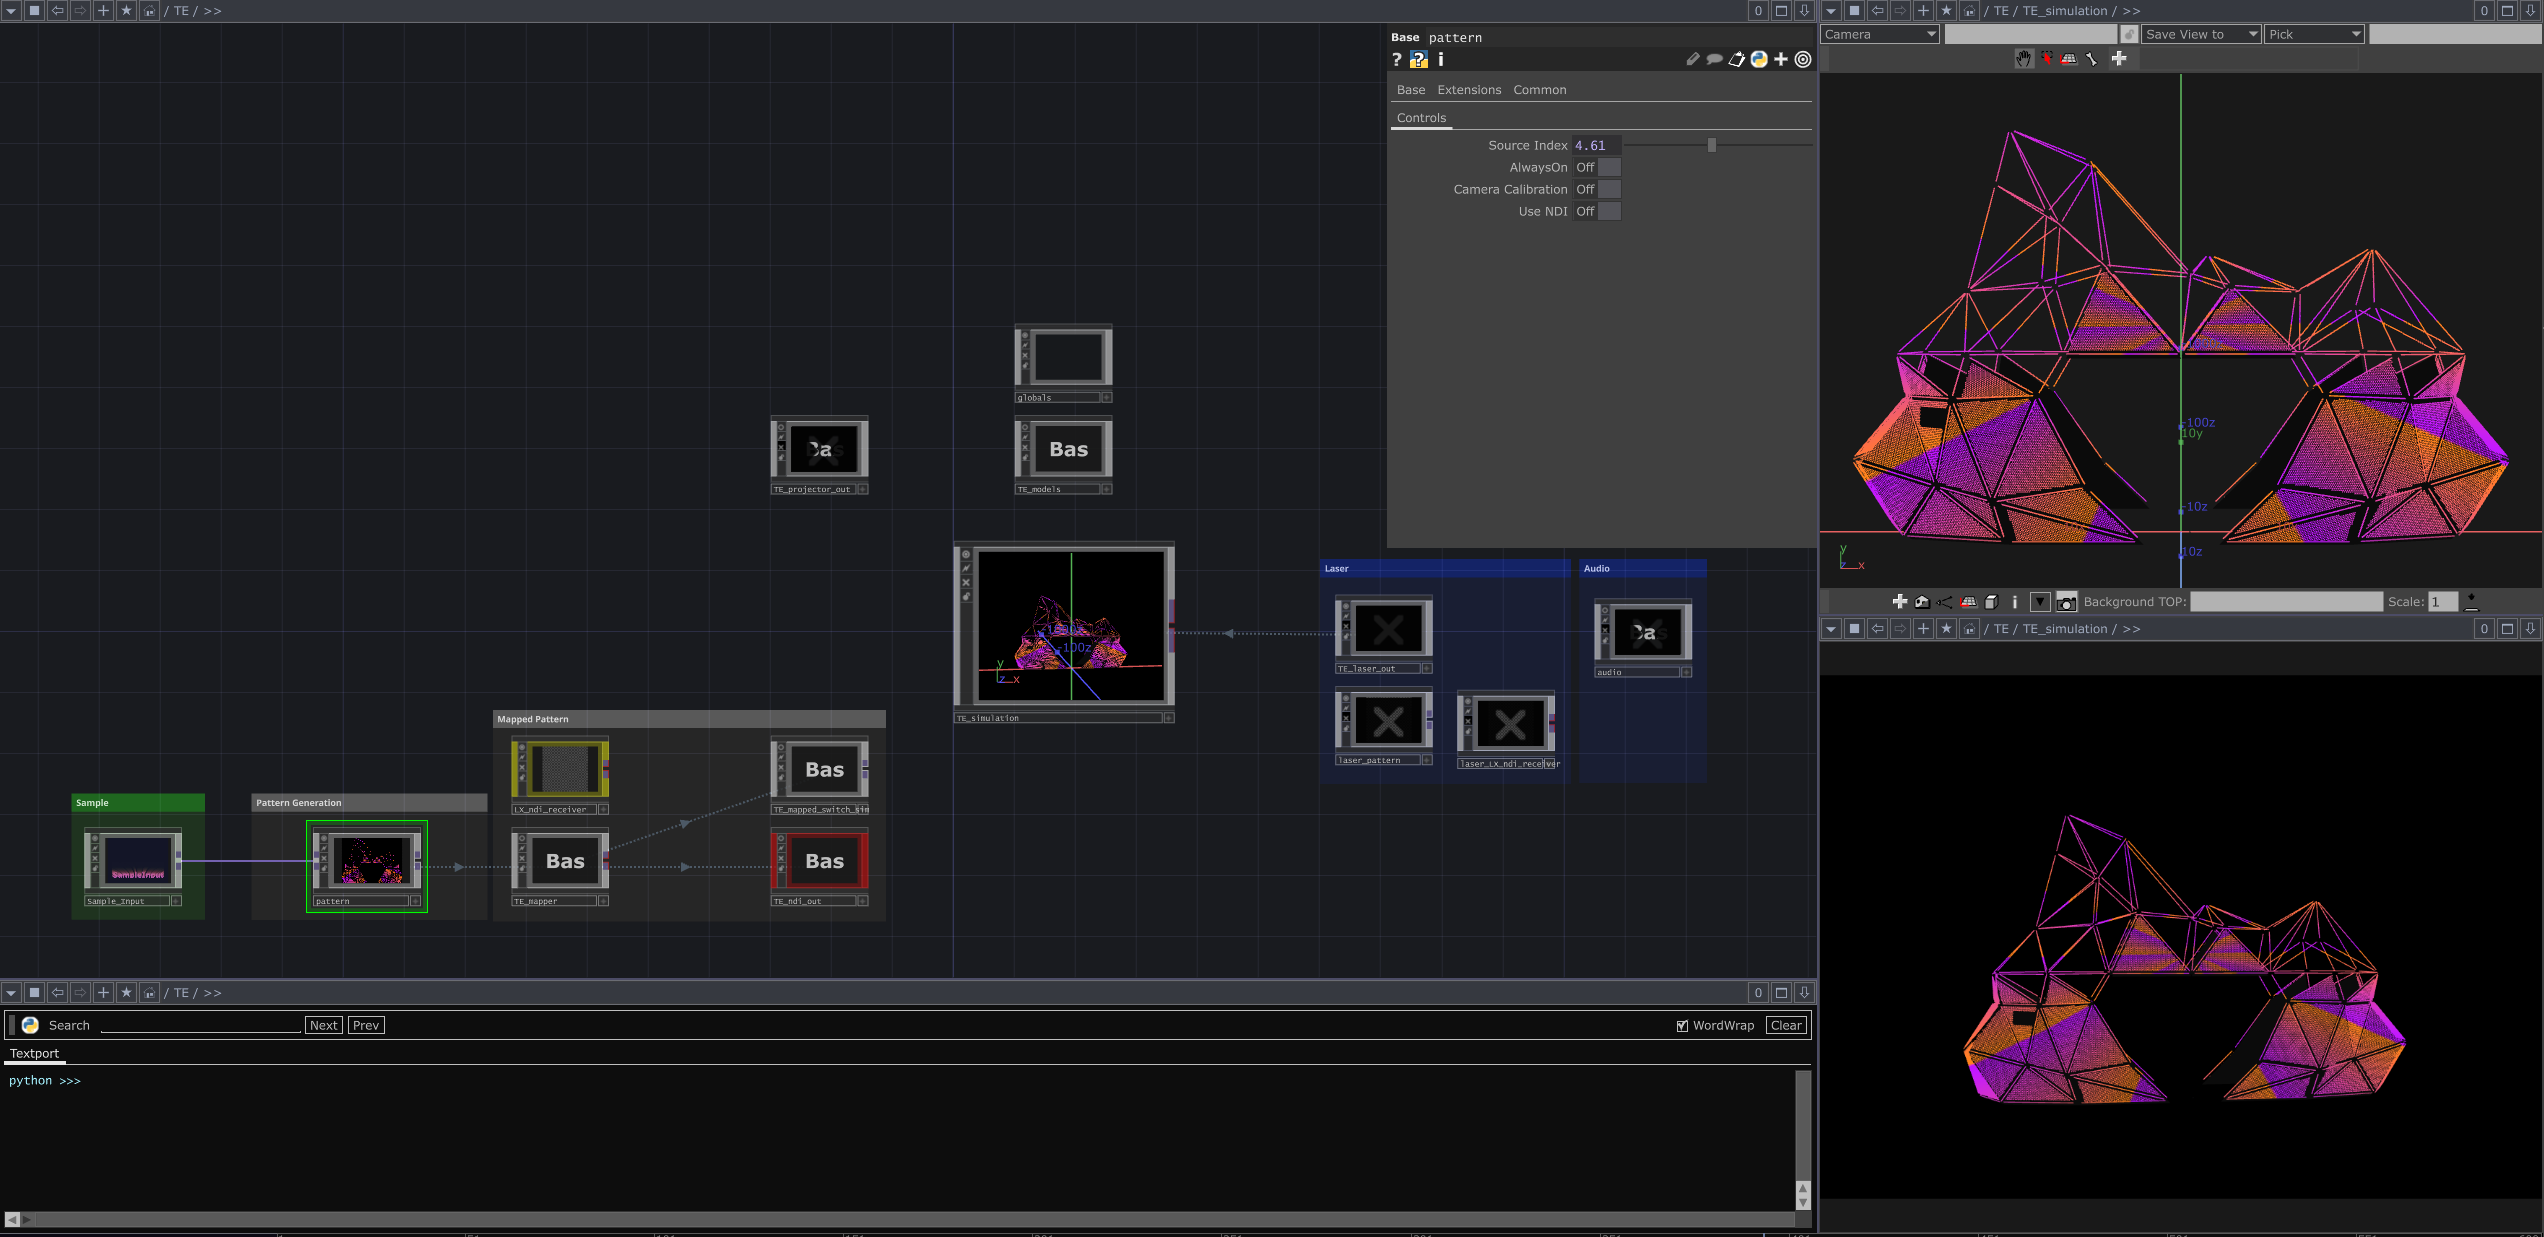 / TE / >>
0
Base pattern
? ? i
Base Extensions Common
Controls
Source Index 4.61
AlwaysOn Off
Camera Calibration Off
Use NDI Off
globals
Ba
TE_projector_out
Bas
TE_models
-100z
y
z x
TE_simulation
Laser
TE_laser_out
laser_pattern
laser_LX_ndi_receiver
Audio
audio
Sample
SampleInput
Sample_Input
Pattern Generation
pattern
Mapped Pattern
LX_ndi_receiver
Bas
TE_mapped_switch_sim
Bas
TE_mapper
Bas
TE_ndi_out
/ TE / >>
0
Search Next Prev
WordWrap Clear
Textport
python >>>
/ TE / TE_simulation / >>
0
Camera Save View to Pick
-100z
10y
-10z
10z
y
z x
i Background TOP: Scale: 1
/ TE / TE_simulation / >>
0